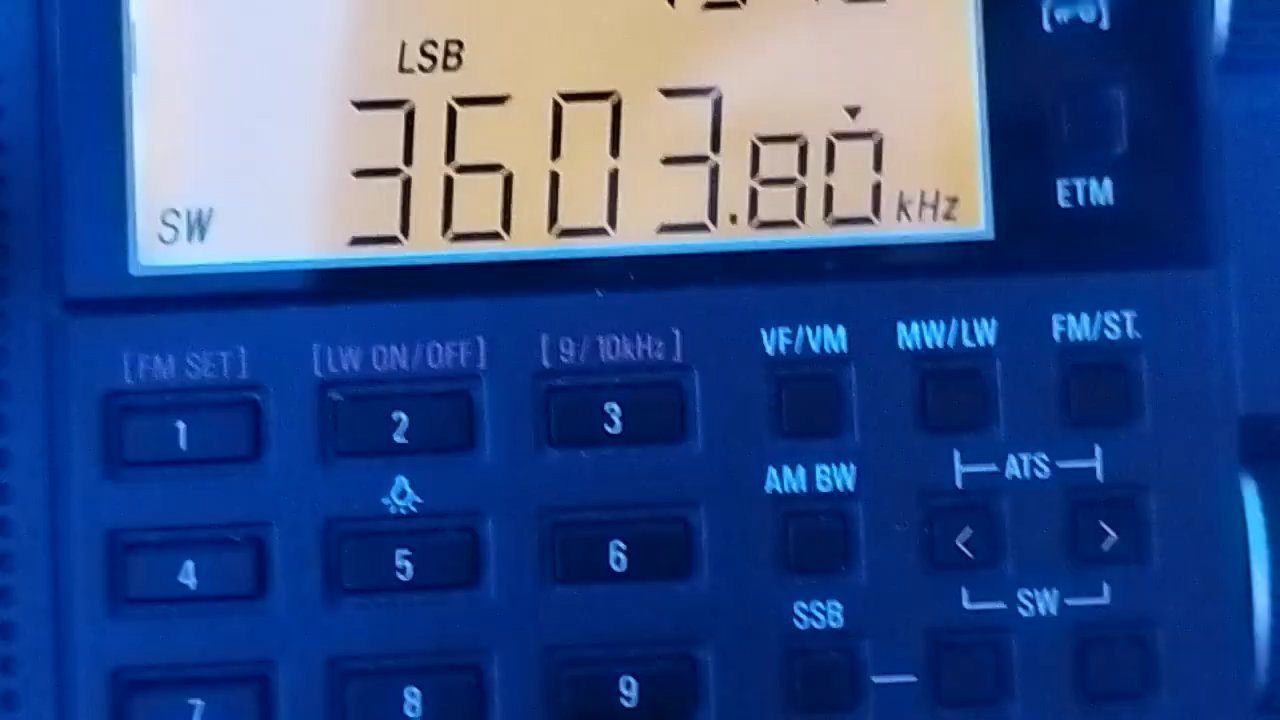 LSB
3603.80 kHz
SW
ETM
[FM SET] [LW ON/OFF] [9/10kHz] VF/VM MW/LW FM/ST.
1 2 3
AM BW ATS
4 5 6 < >
SSB SW
7 8 9